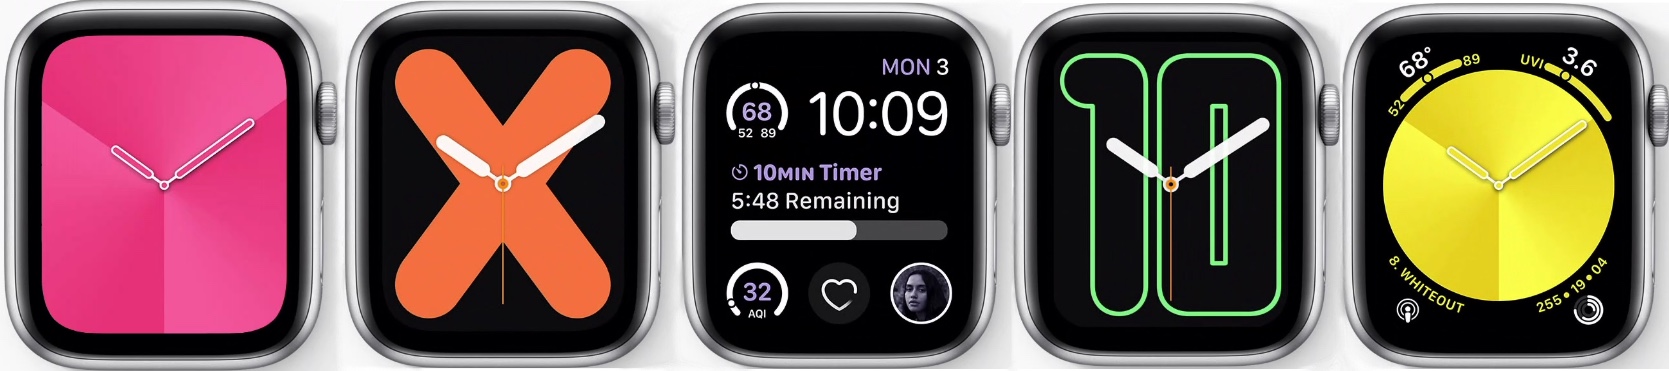 X
MON 3
68
52 89
10:09
10MIN Timer
5:48 Remaining
32
AQI
10
68°
52
89
UVI
3.6
8. WHITEOUT
255•19•04